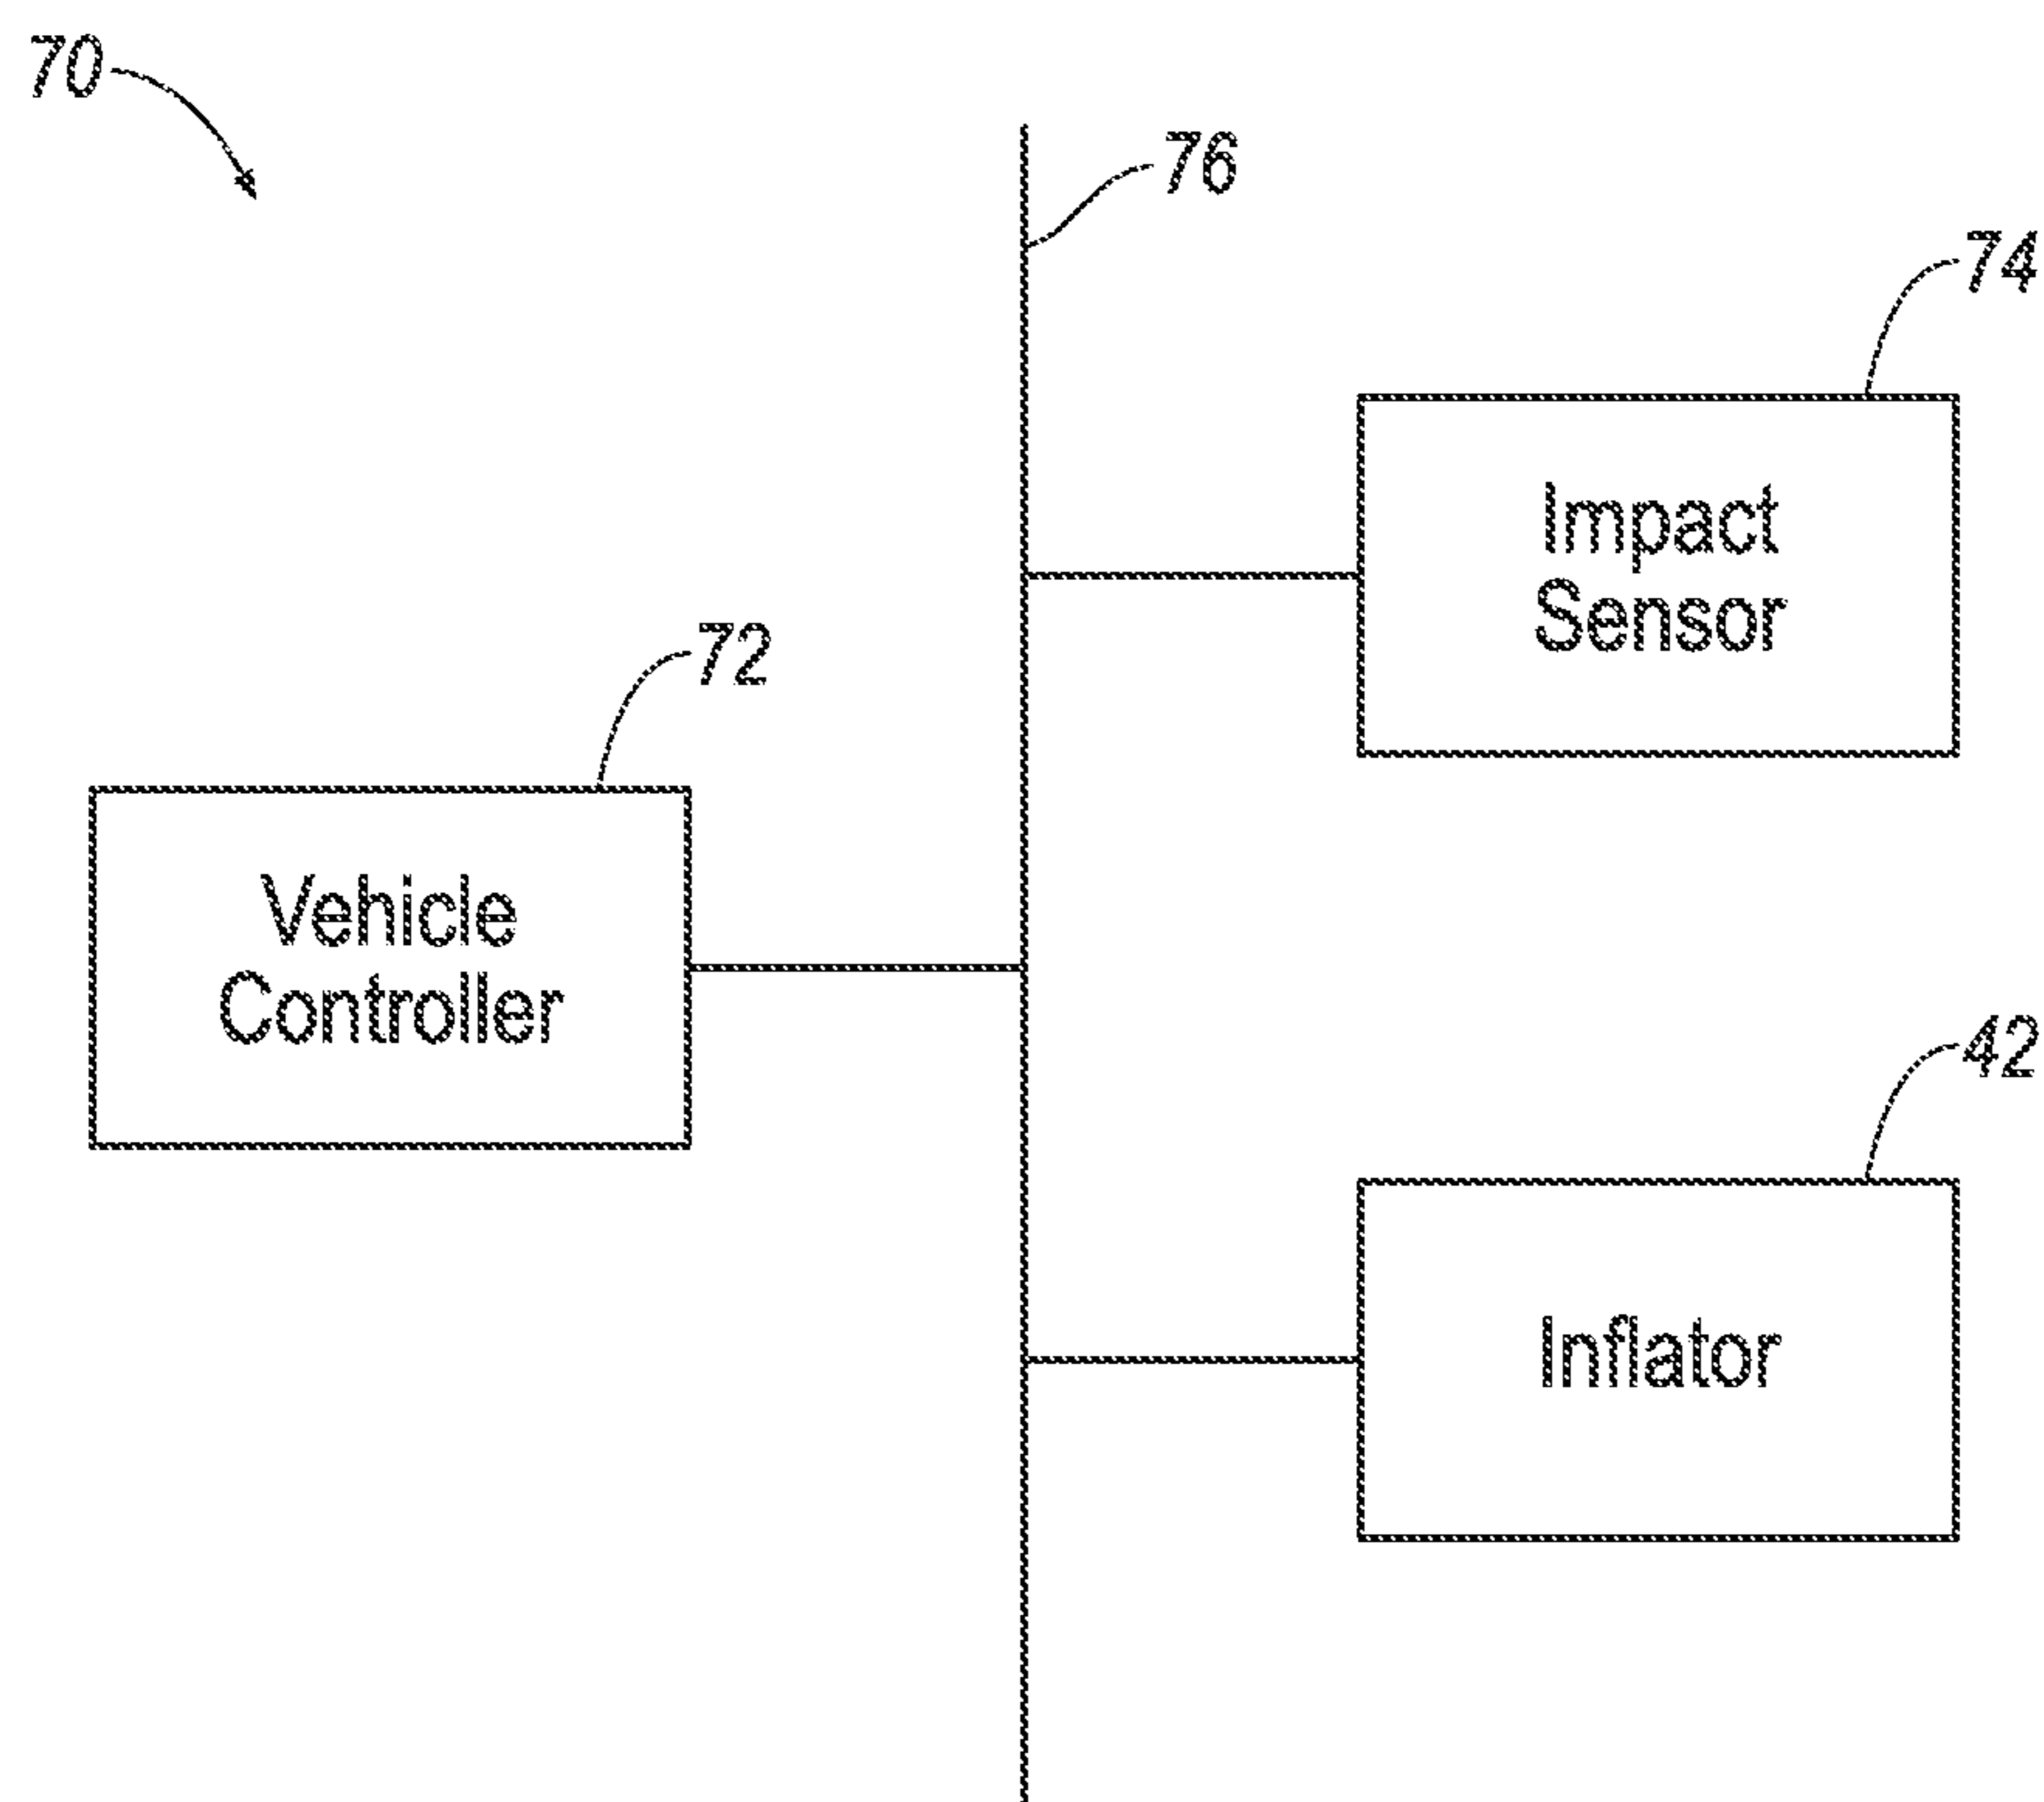 70
76
74
Impact
Sensor
72
Vehicle
Controller
42
Inflator